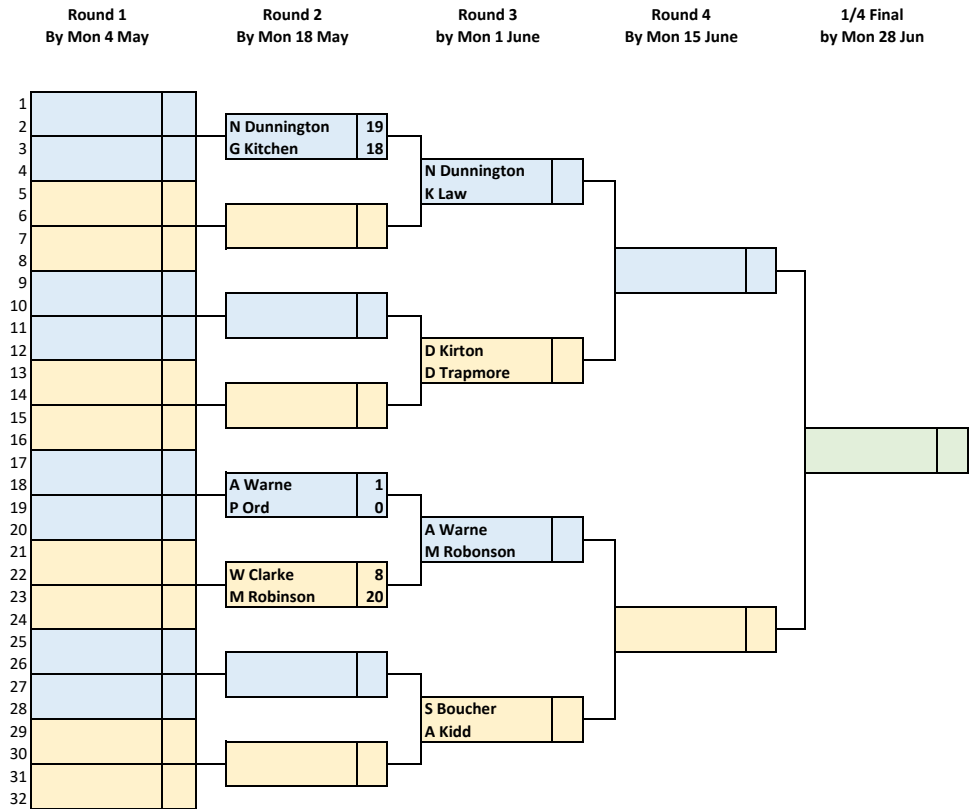 Round 1 Round 2 Round 3 Round 4 1/4 Final
By Mon 4 May By Mon 18 May by Mon 1 June By Mon 15 June by Mon 28 Jun
1
2 N Dunnington 19
3 G Kitchen 18
4 N Dunnington
5 K Law
6
7
8
9
10
11
12 D Kirton
13 D Trapmore
14
15
16
17
18 A Warne 1
19 P Ord 0
20 A Warne
21 M Robonson
22 W Clarke 8
23 M Robinson 20
24
25
26
27
28 S Boucher
29 A Kidd
30
31
32